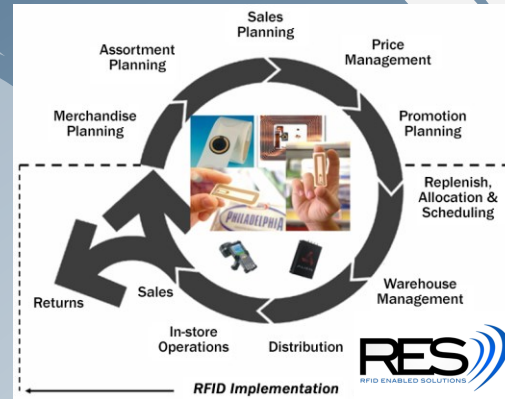 Sales
Planning
Assortment
Planning
Price
Management
Merchandise
Planning
Promotion
Planning
Replenish,
Allocation &
Scheduling
PHILADELPHIA
Warehouse
Management
Returns
Sales
In-store
Operations
Distribution
RES
RFID ENABLED SOLUTIONS
RFID Implementation